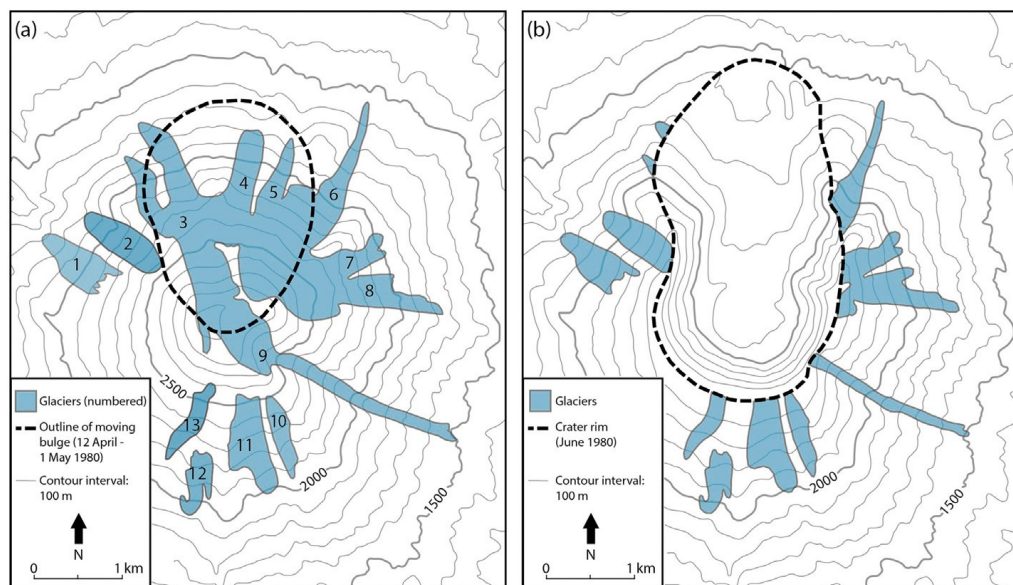 (a)
4
5
6
3
2
1
7
8
9
2500
13
11
10
12
2000
1500
Glaciers (numbered)
Outline of moving
bulge (12 April -
1 May 1980)
Contour interval:
100 m
N
0 1 km
(b)
2000
1500
Glaciers
Crater rim
(June 1980)
Contour interval:
100 m
N
0 1 km